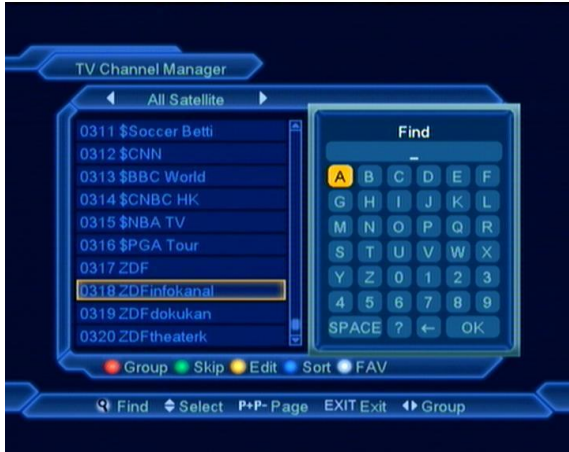 TV Channel Manager
All Satellite
0311 $Soccer Betti
0312 $CNN
0313 $BBC World
0314 $CNBC HK
0315 $NBA TV
0316 $PGA Tour
0317 ZDF
0318 ZDFinfokanal
0319 ZDFdokukan
0320 ZDFtheaterk
Find
_
A B C D E F
G H I J K L
M N O P Q R
S T U V W X
Y Z 0 1 2 3
4 5 6 7 8 9
SPACE ? ← OK
Group Skip Edit Sort FAV
Find Select P+P- Page EXIT Exit Group